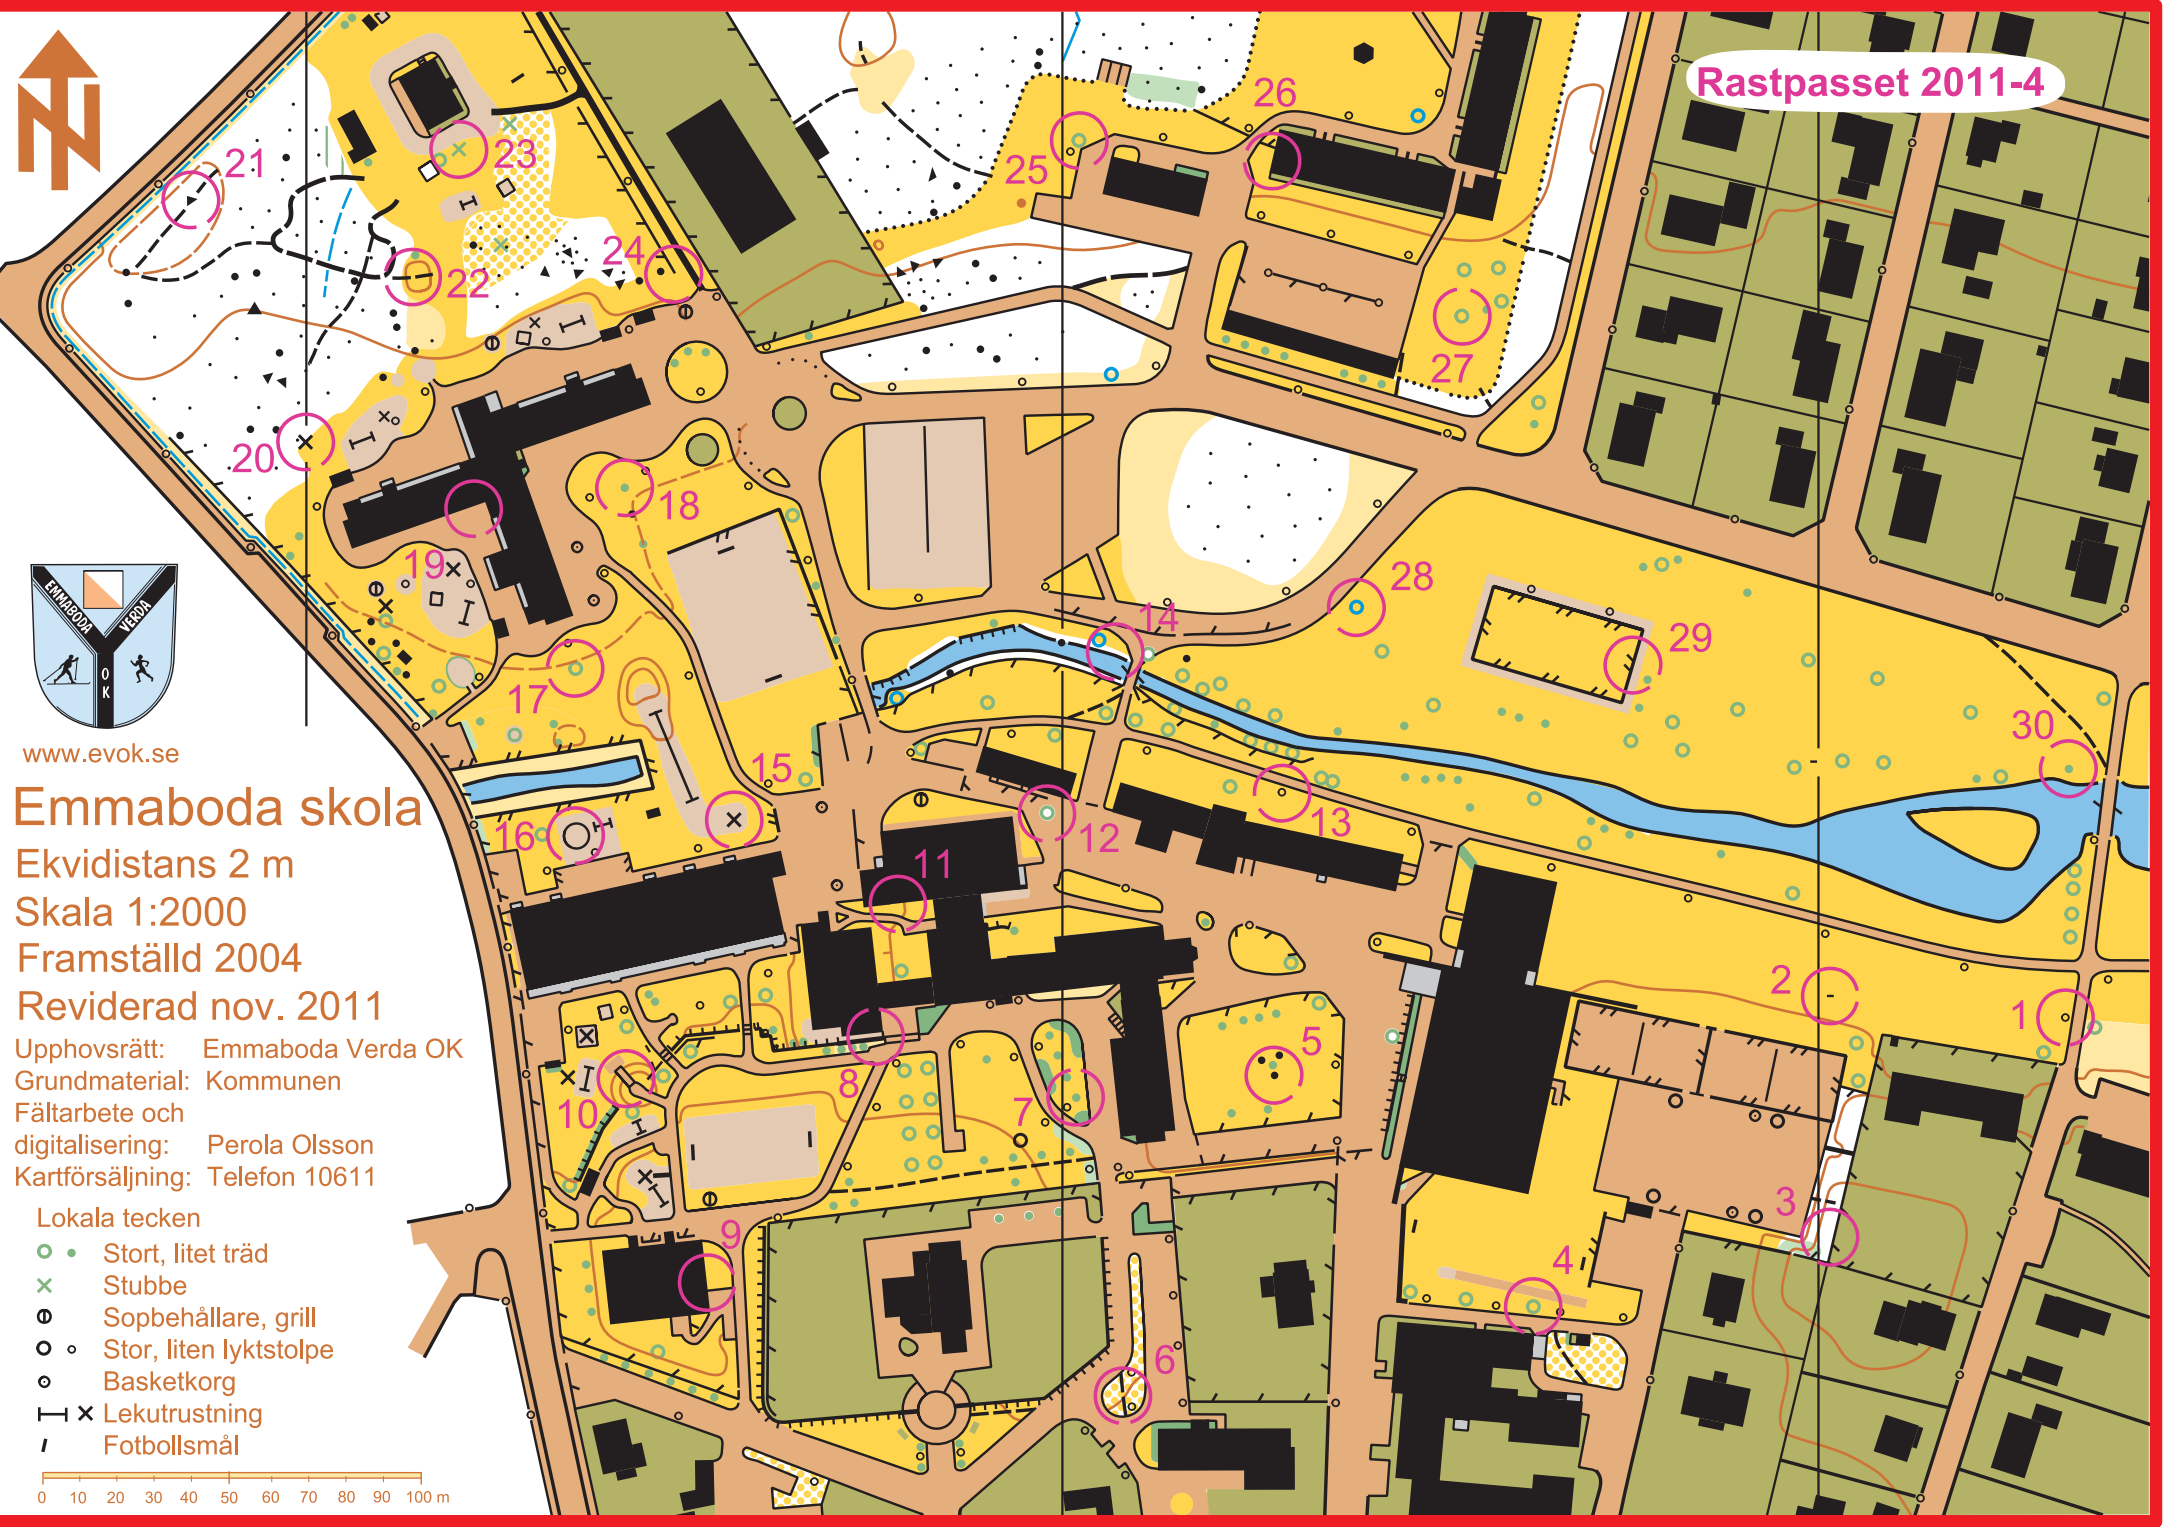 Rastpasset 2011-4
26
25
21
23
22
24
27
20
18
19
28
14
29
17
30
15
16
13
12
11
2
1
5
8
7
10
3
4
9
6
EMMABODA VERDA
O
K
www.evok.se
Emmaboda skola
Ekvidistans 2 m
Skala 1:2000
Framställd 2004
Reviderad nov. 2011
Upphovsrätt: Emmaboda Verda OK
Grundmaterial: Kommunen
Fältarbete och
digitalisering: Perola Olsson
Kartförsäljning: Telefon 10611
Lokala tecken
Stort, litet träd
Stubbe
Sopbehållare, grill
Stor, liten lyktstolpe
Basketkorg
Lekutrustning
Fotbollsmål
0 10 20 30 40 50 60 70 80 90 100 m